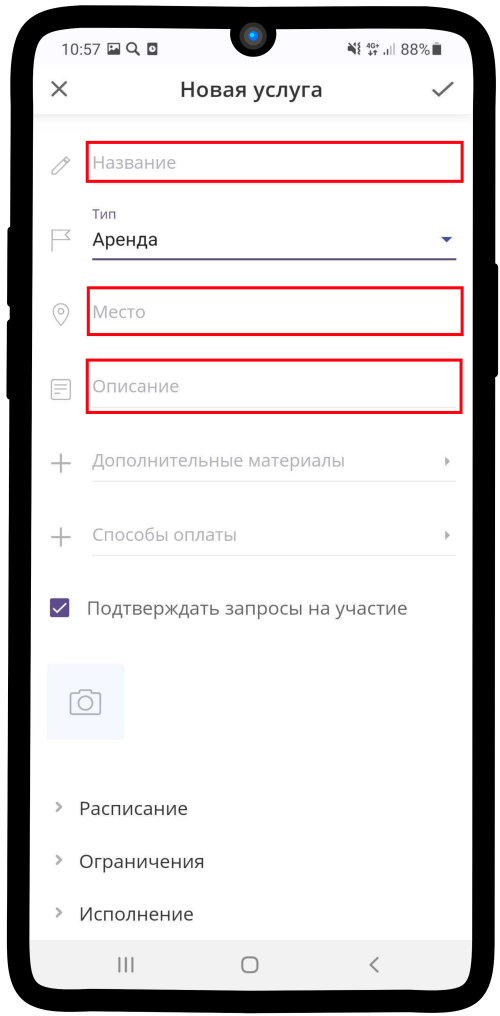 10:57 4G+ 88%
Новая услуга
Название
Тип
Аренда
Место
Описание
Дополнительные материалы
Способы оплаты
Подтверждать запросы на участие
Расписание
Ограничения
Исполнение